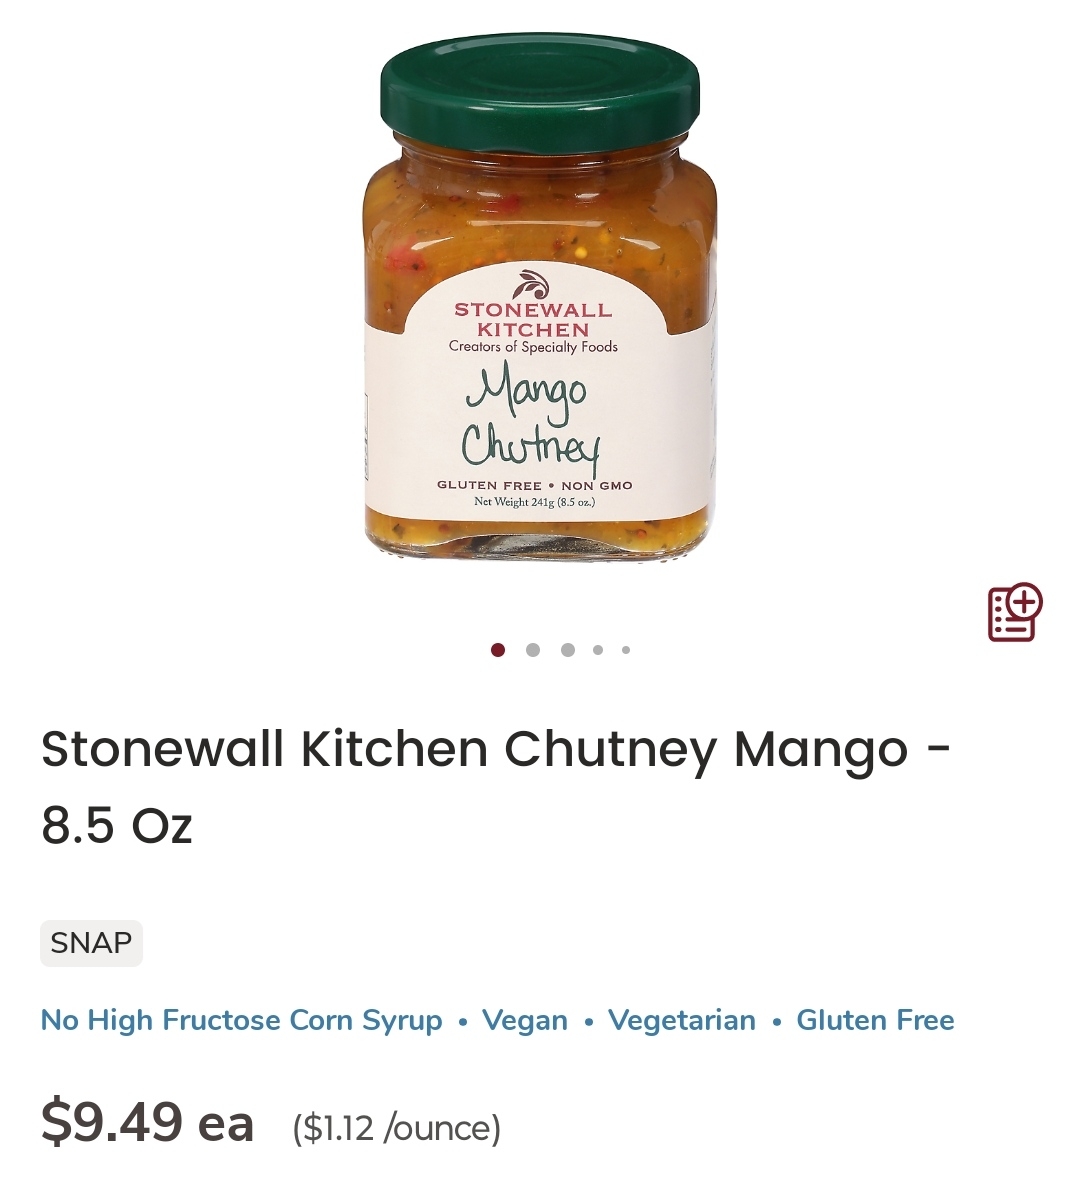 STONEWALL
KITCHEN
Creators of Specialty Foods
Mango
Chutney
GLUTEN FREE • NON GMO
Net Weight 241g (8.5 oz.)
Stonewall Kitchen Chutney Mango -
8.5 Oz
SNAP
No High Fructose Corn Syrup • Vegan • Vegetarian • Gluten Free
$9.49 ea ($1.12 /ounce)